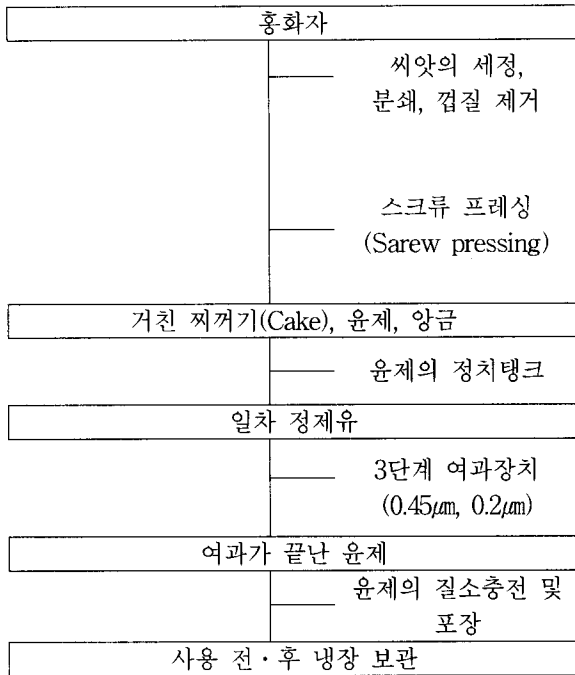 홍화자
씨앗의 세정,
분쇄, 껍질 제거
스크류 프레싱
(Sarew pressing)
거친 찌꺼기(Cake), 윤제, 앙금
윤제의 정치탱크
일차 정제유
3단계 여과장치
(0.45㎛, 0.2㎛)
여과가 끝난 윤제
윤제의 질소충전 및
포장
사용 전·후 냉장 보관